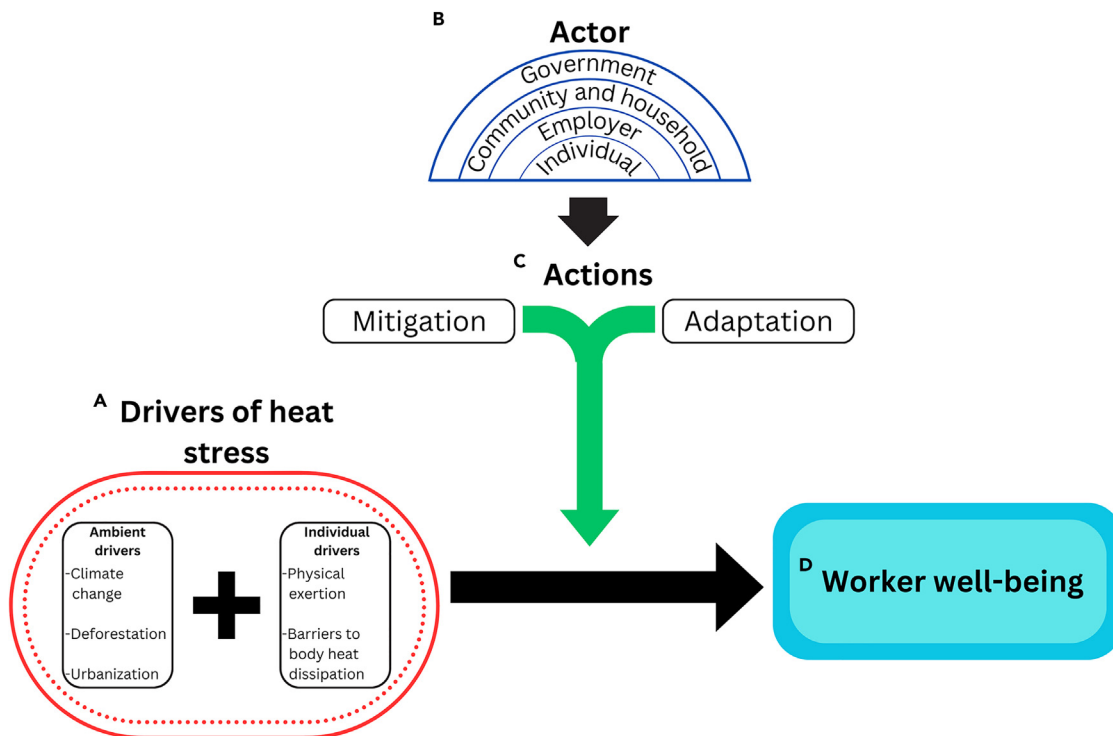 B
Actor
Government
Community and household
Employer
Individual
C
Actions
Mitigation
Adaptation
A
Drivers of heat
stress
Ambient
drivers
-Climate
change
-Deforestation
-Urbanization
Individual
drivers
-Physical
exertion
-Barriers to
body heat
dissipation
D
Worker well-being